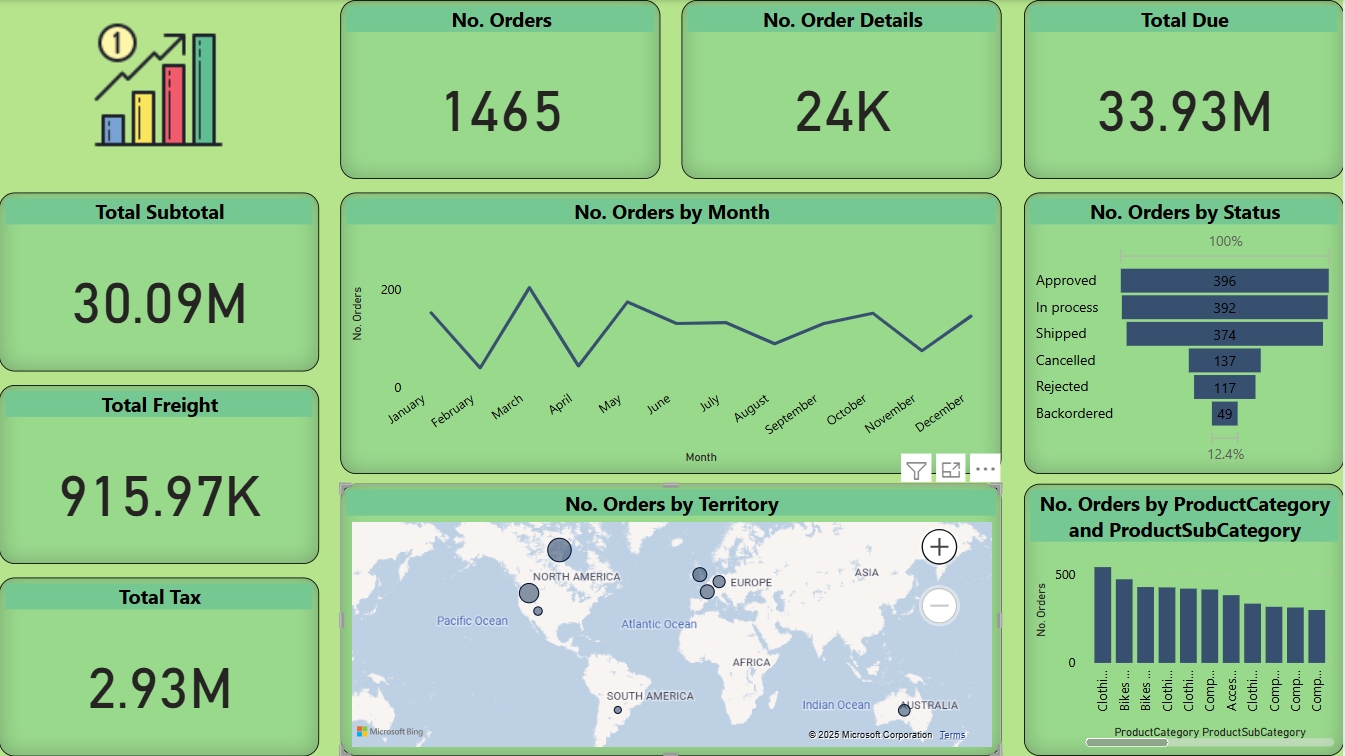 1
No. Orders
1465
No. Order Details
24K
Total Due
33.93M
Total Subtotal
30.09M
Total Freight
915.97K
Total Tax
2.93M
No. Orders by Month
No. Orders
200
0
January
February
March
April
May
June
July
August
September
October
November
December
Month
No. Orders by Status
100%
Approved 396
In process 392
Shipped 374
Cancelled 137
Rejected 117
Backordered 49
12.4%
No. Orders by Territory
NORTH AMERICA
EUROPE
ASIA
Pacific Ocean
Atlantic Ocean
AFRICA
SOUTH AMERICA
Indian Ocean
AUSTRALIA
Microsoft Bing
© 2025 Microsoft Corporation Terms
No. Orders by ProductCategory
and ProductSubCategory
No. Orders
500
0
Clothi...
Bikes ...
Bikes ...
Clothi...
Clothi...
Comp...
Acces...
Clothi...
Comp...
Comp...
Comp...
ProductCategory ProductSubCategory